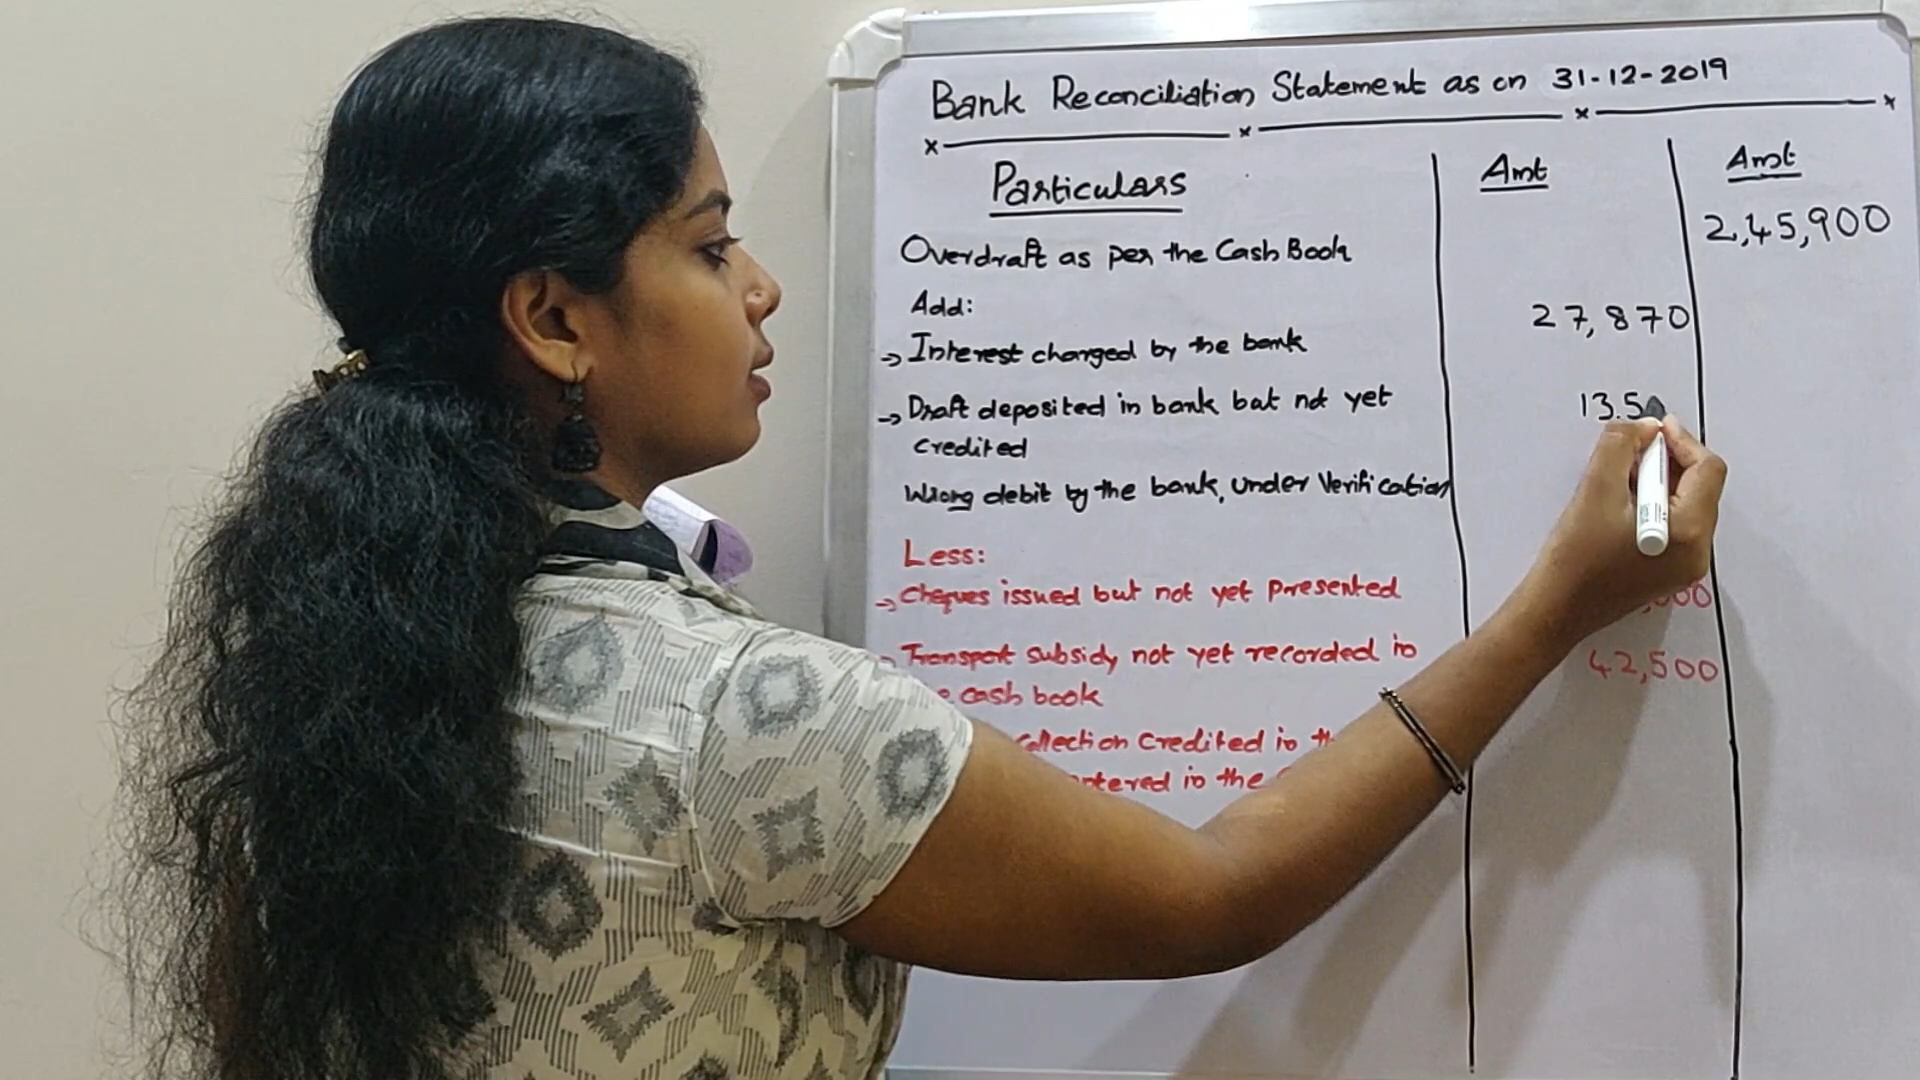 Bank Reconciliation Statement as on 31-12-2019
Particulars Amt Amt
Overdraft as per the Cash Book 2,45,900
Add:
→ Interest charged by the bank 27,870
→ Draft deposited in bank but not yet 13.5
credited
Wrong debit by the bank, under Verification
Less:
→ Cheques issued but not yet presented
Transport subsidy not yet recorded in 42,500
cash book
Collection Credited in
in the